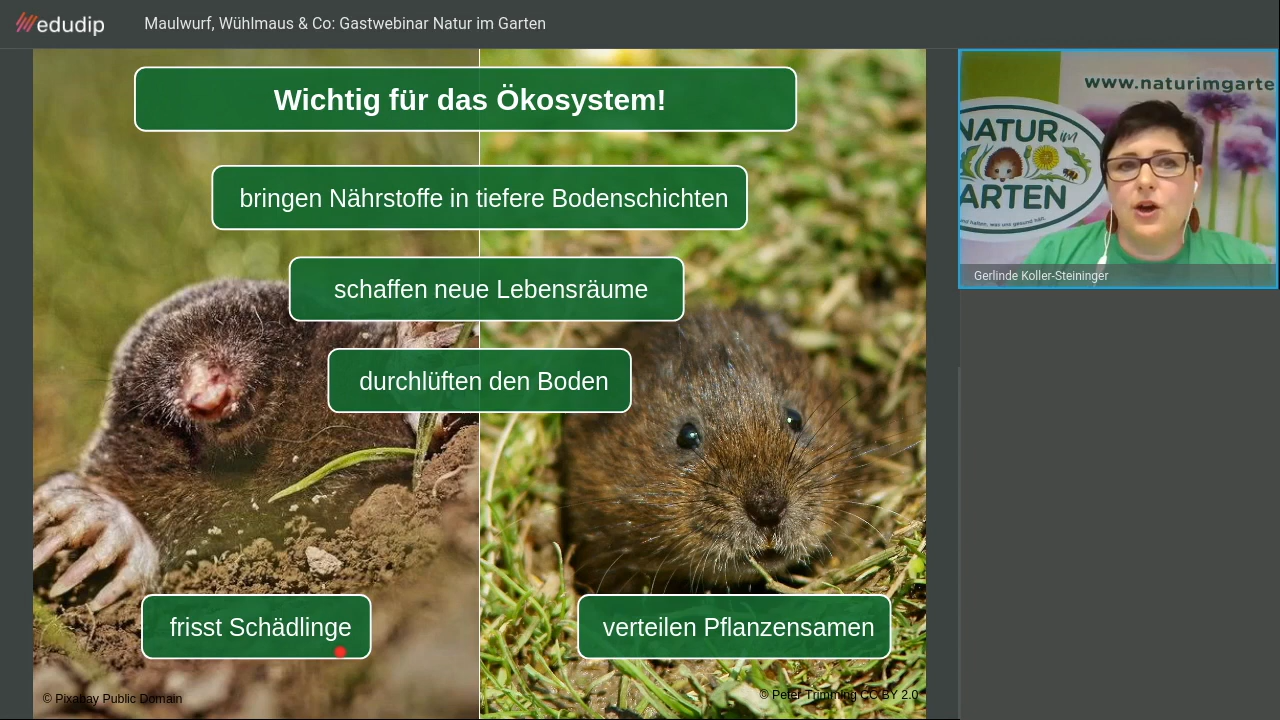 edudip
Maulwurf, Wühlmaus & Co: Gastwebinar Natur im Garten
Wichtig für das Ökosystem!
bringen Nährstoffe in tiefere Bodenschichten
schaffen neue Lebensräume
durchlüften den Boden
frisst Schädlinge
verteilen Pflanzensamen
© Pixabay Public Domain
© Peter Trimming CC BY 2.0
www.naturimgarte
NATUR im
GARTEN
Gerlinde Koller-Steininger